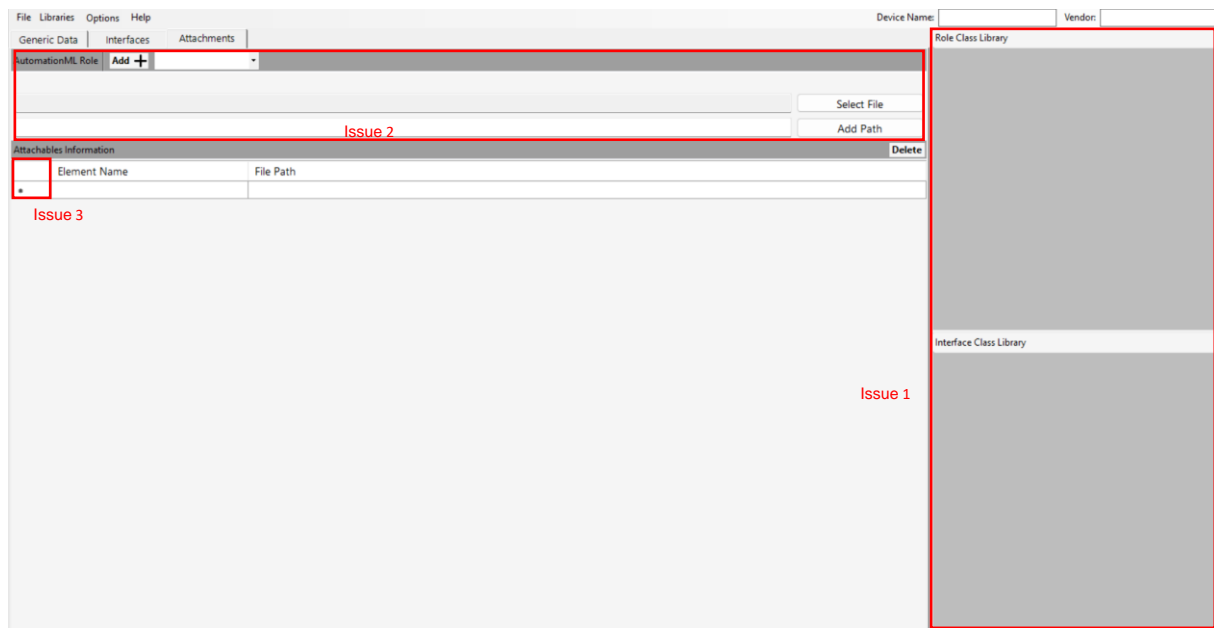 File Libraries Options Help Device Name: Vendor:
Generic Data Interfaces Attachments Role Class Library
AutomationML Role Add +
Select File
Issue 2 Add Path
Attachables Information Delete
Element Name File Path
Issue 3
Interface Class Library
Issue 1